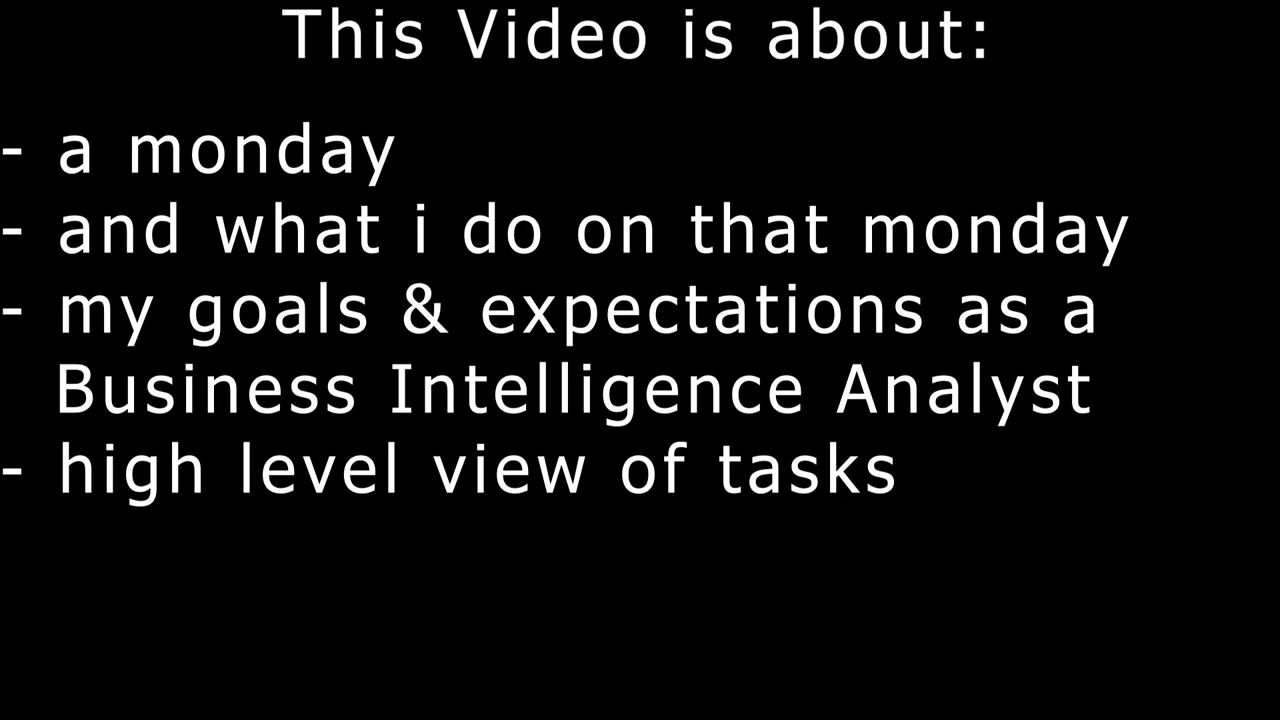 This Video is about:
- a monday
- and what i do on that monday
- my goals & expectations as a
Business Intelligence Analyst
- high level view of tasks